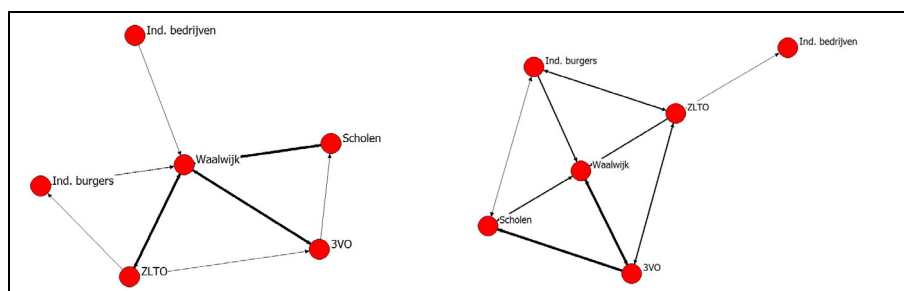 Ind. bedrijven
Scholen
Waalwijk
Ind. burgers
3VO
ZLTO
Ind. bedrijven
Ind. burgers
ZLTO
Waalwijk
Scholen
3VO